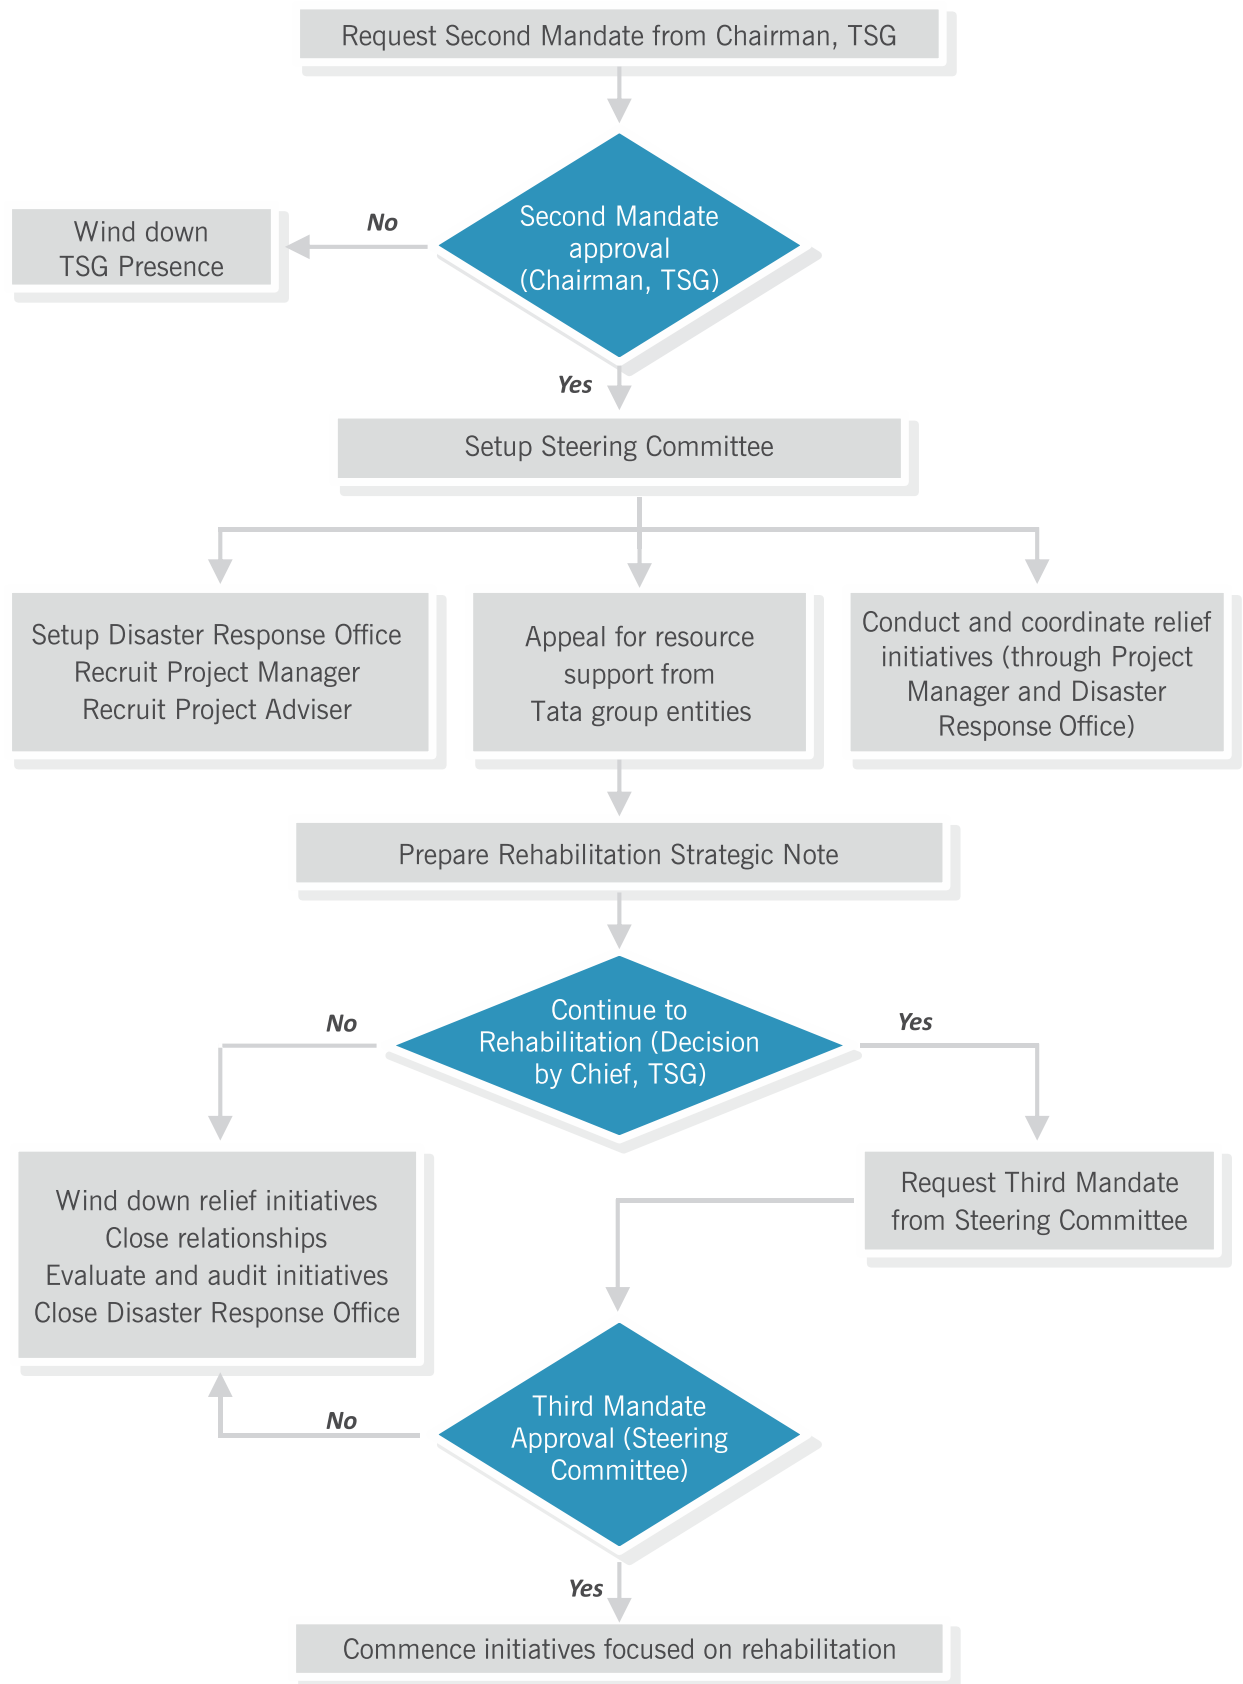 Request Second Mandate from Chairman, TSG
Second Mandate
approval
(Chairman, TSG)
No
Wind down
TSG Presence
Yes
Setup Steering Committee
Setup Disaster Response Office
Recruit Project Manager
Recruit Project Adviser
Appeal for resource
support from
Tata group entities
Conduct and coordinate relief
initiatives (through Project
Manager and Disaster
Response Office)
Prepare Rehabilitation Strategic Note
Continue to
Rehabilitation (Decision
by Chief, TSG)
No
Yes
Wind down relief initiatives
Close relationships
Evaluate and audit initiatives
Close Disaster Response Office
Request Third Mandate
from Steering Committee
Third Mandate
Approval (Steering
Committee)
No
Yes
Commence initiatives focused on rehabilitation